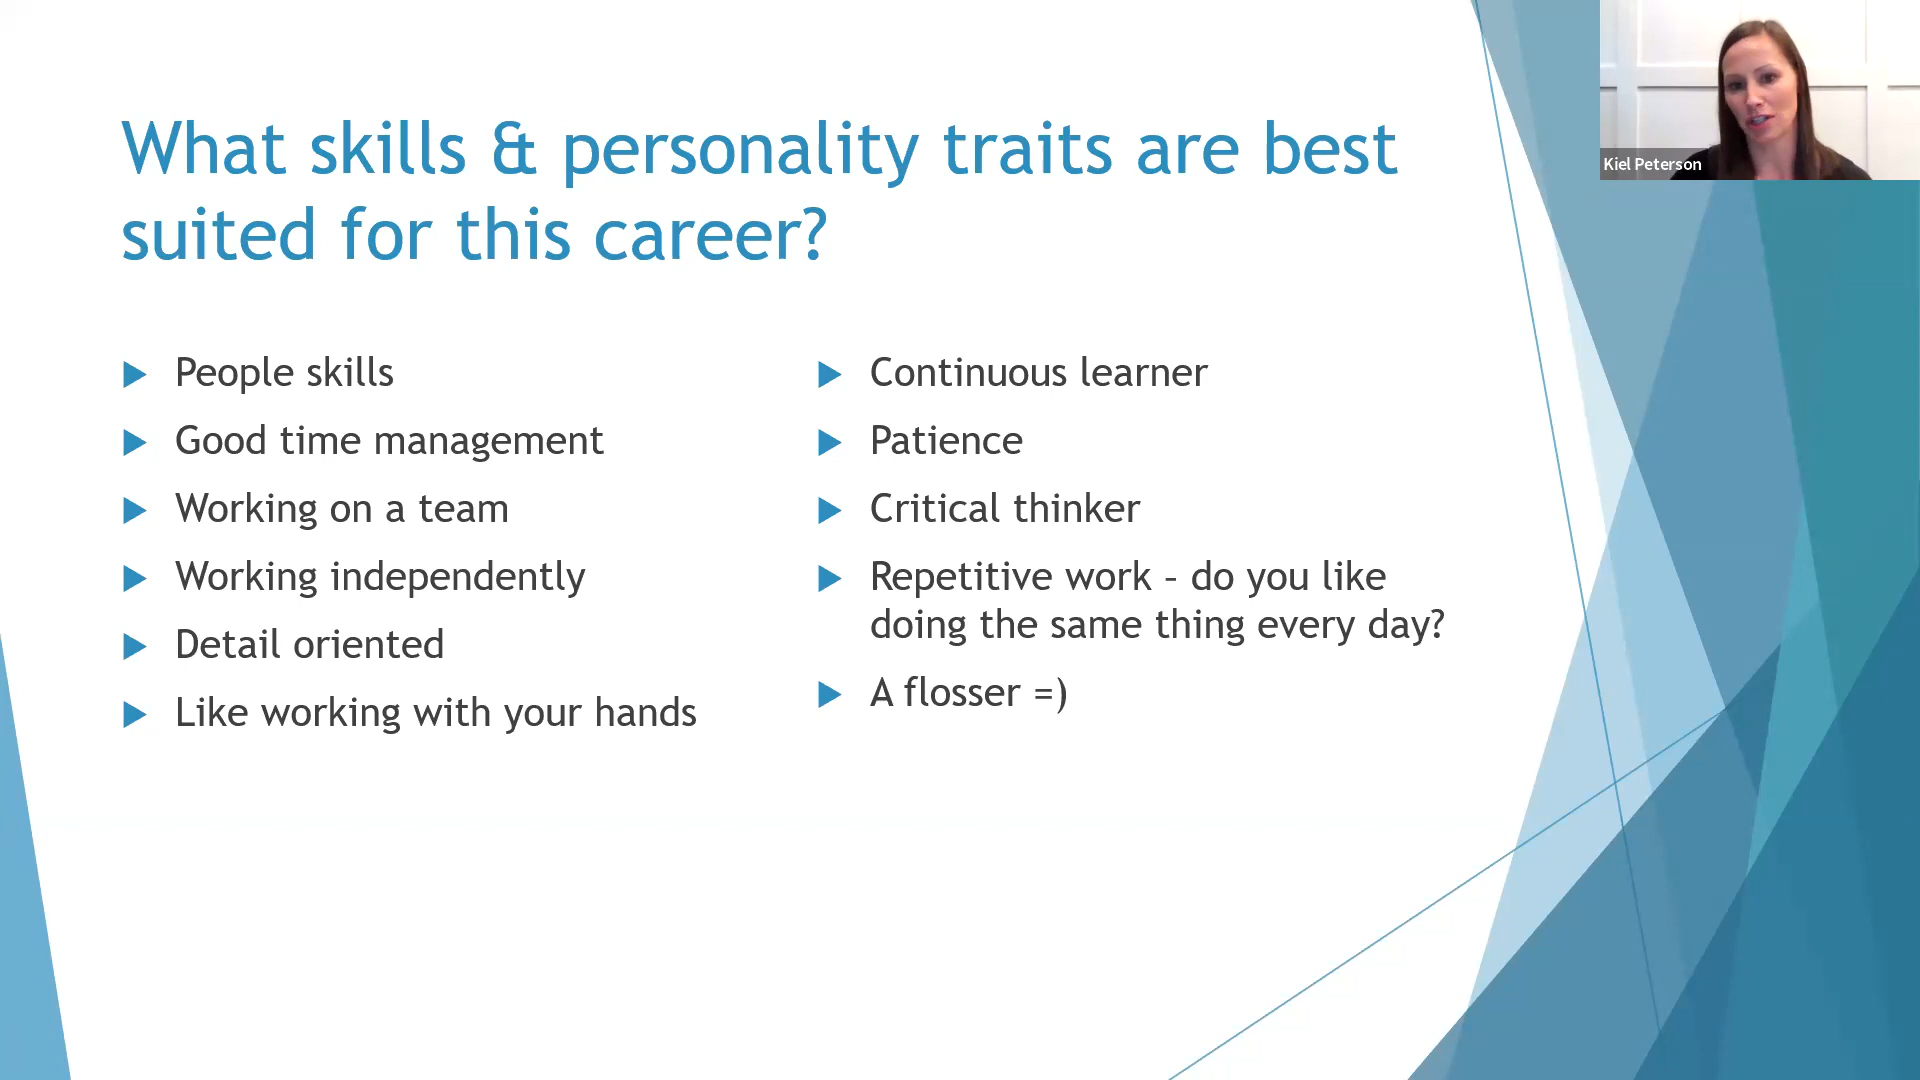 What skills & personality traits are best
suited for this career?
Kiel Peterson
People skills
Good time management
Working on a team
Working independently
Detail oriented
Like working with your hands
Continuous learner
Patience
Critical thinker
Repetitive work – do you like
doing the same thing every day?
A flosser =)